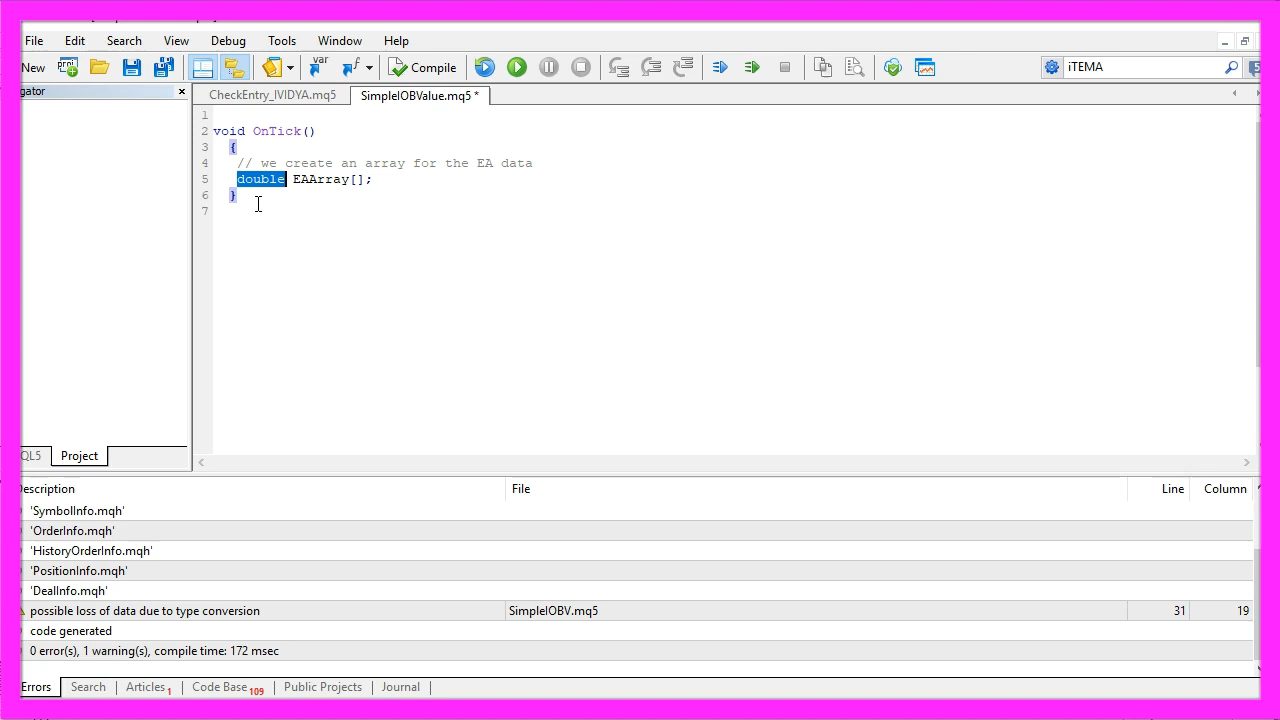 File Edit Search View Debug Tools Window Help
New var Compile iTEMA 5
gator
CheckEntry_IVIDYA.mq5 SimpleIOBValue.mq5 *
1
2 void OnTick()
3 {
4 // we create an array for the EA data
5 double EAArray[];
6 }
7
QL5 Project
Description File Line Column
'SymbolInfo.mqh'
'OrderInfo.mqh'
'HistoryOrderInfo.mqh'
'PositionInfo.mqh'
'DealInfo.mqh'
possible loss of data due to type conversion SimpleIOBV.mq5 31 19
code generated
0 error(s), 1 warning(s), compile time: 172 msec
Errors Search Articles 1 Code Base 109 Public Projects Journal